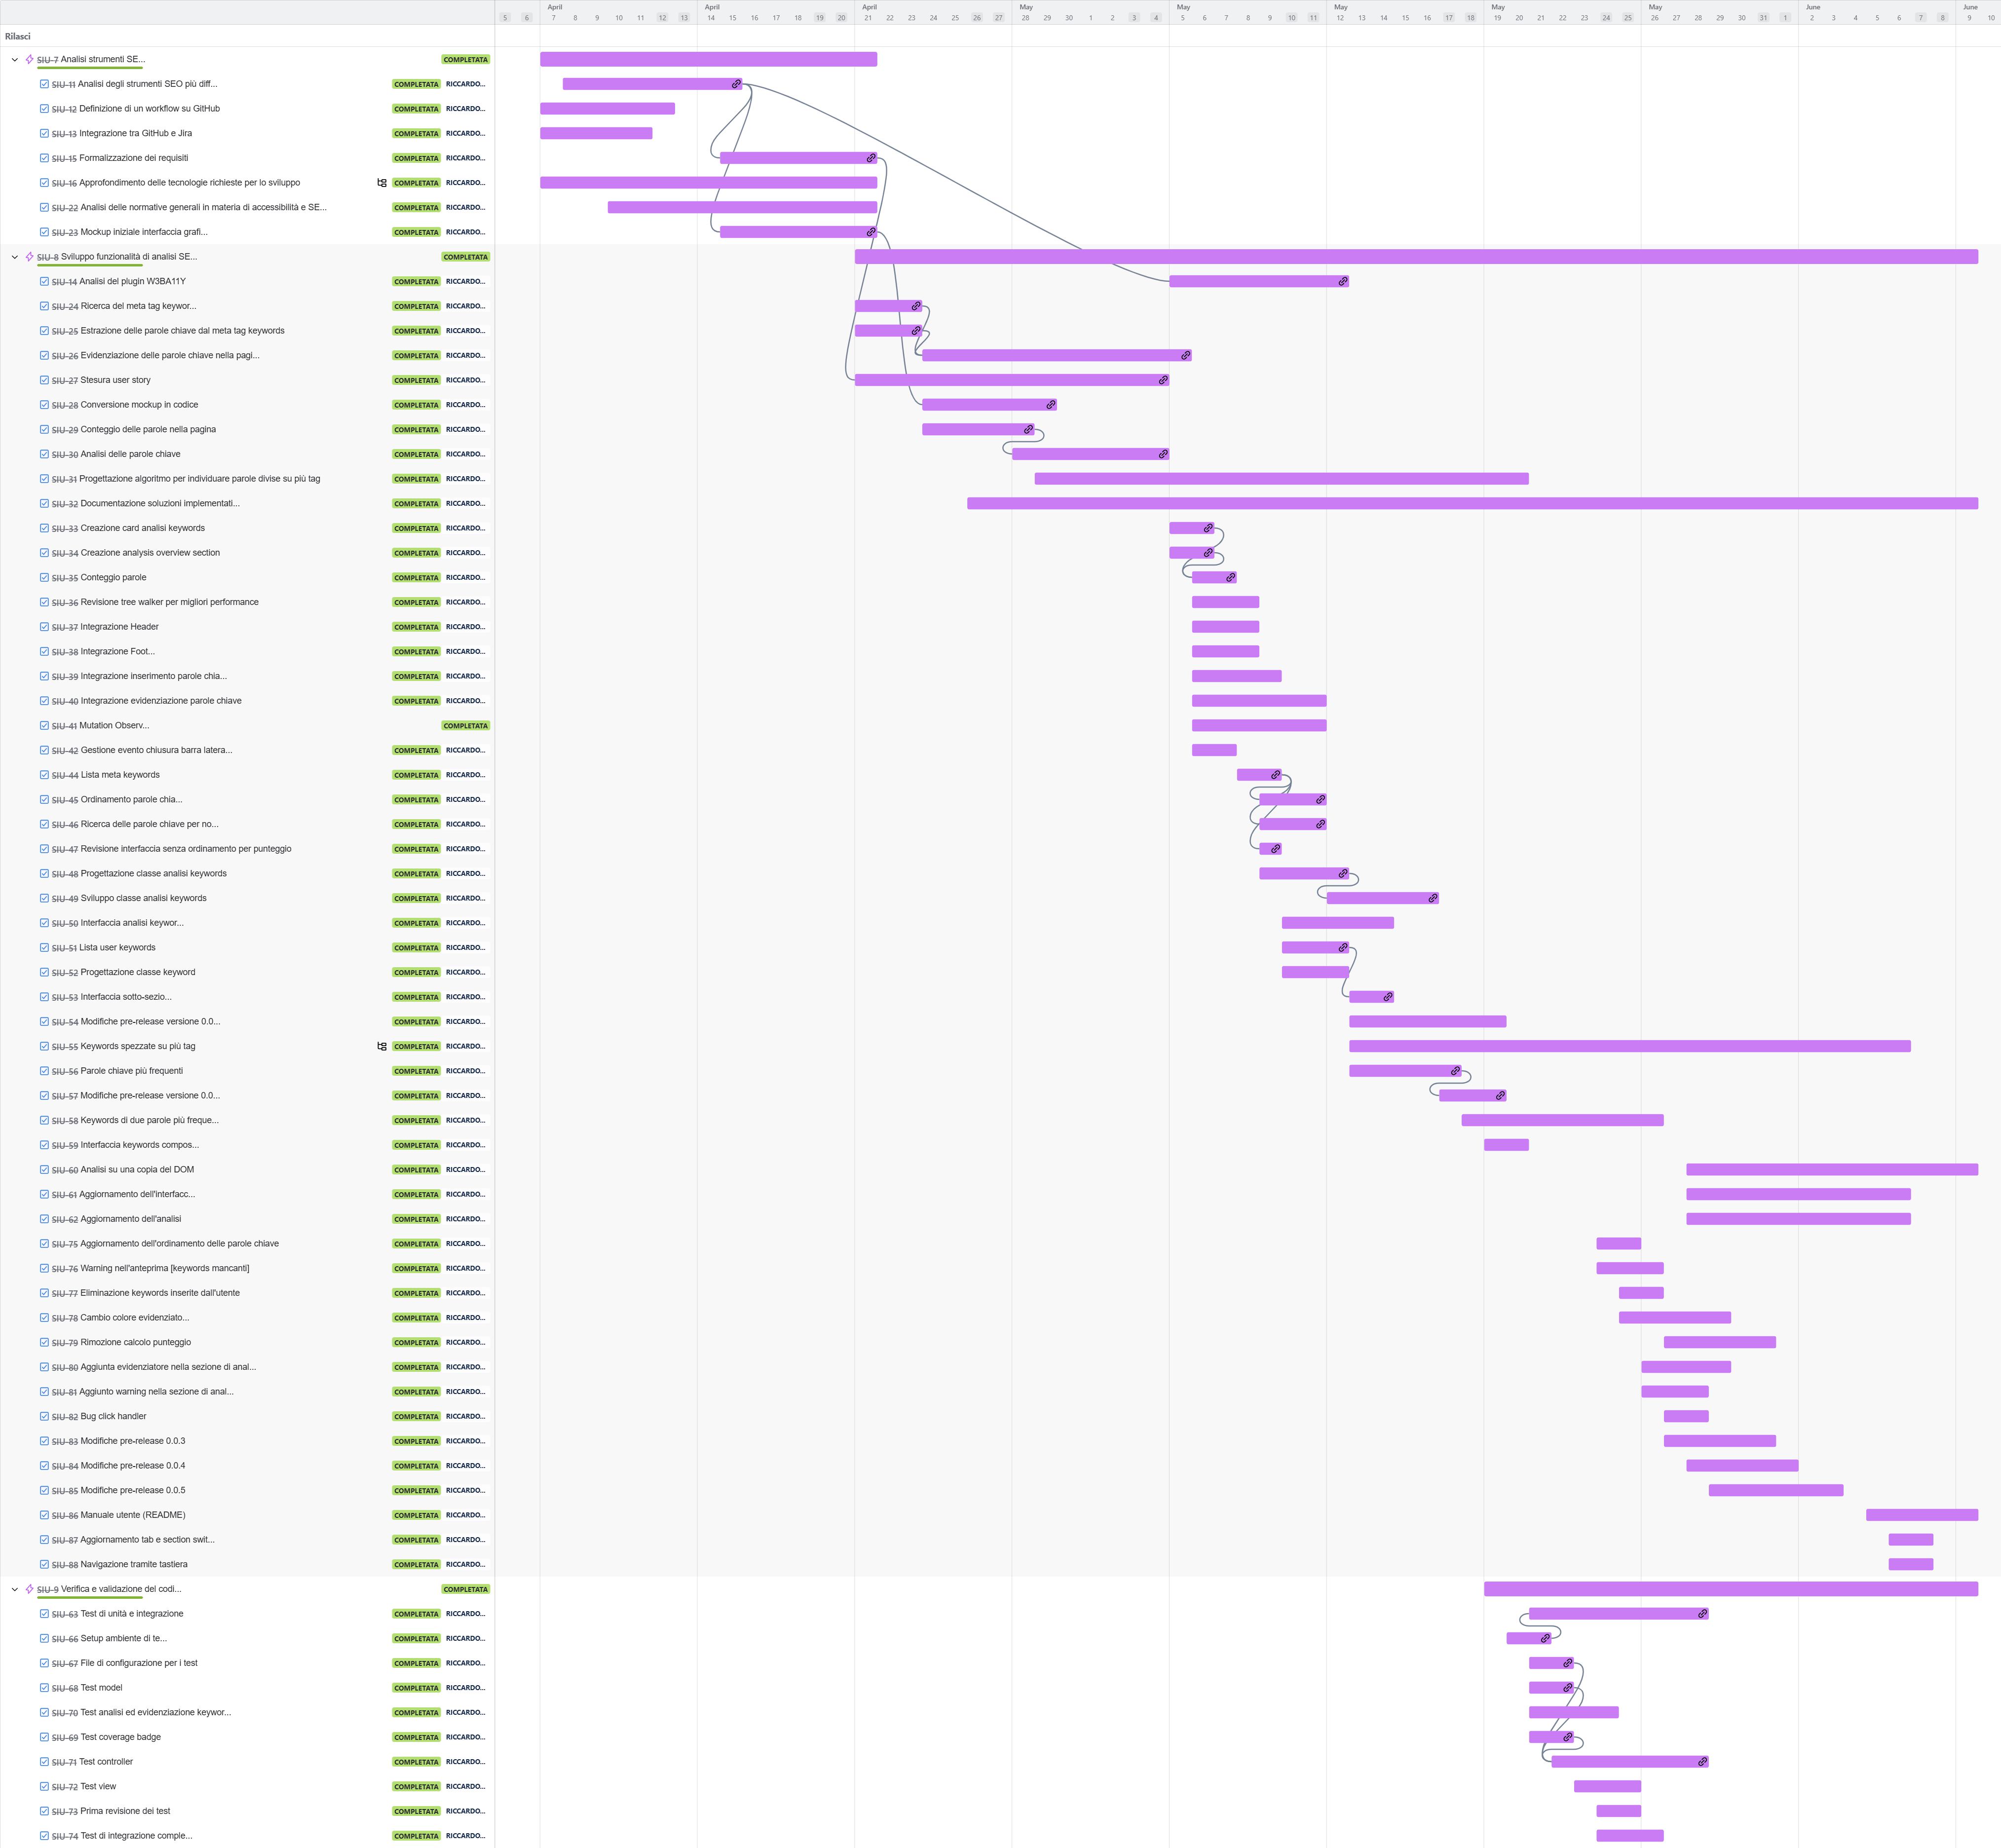 April April April May May May May May June June
5 6 7 8 9 10 11 12 13 14 15 16 17 18 19 20 21 22 23 24 25 26 27 28 29 30 1 2 3 4 5 6 7 8 9 10 11 12 13 14 15 16 17 18 19 20 21 22 23 24 25 26 27 28 29 30 31 1 2 3 4 5 6 7 8 9 10
Rilasci
SIU-7 Analisi strumenti SE... COMPLETATA
SIU-11 Analisi degli strumenti SEO più diff... COMPLETATA RICCARDO...
SIU-12 Definizione di un workflow su GitHub COMPLETATA RICCARDO...
SIU-13 Integrazione tra GitHub e Jira COMPLETATA RICCARDO...
SIU-15 Formalizzazione dei requisiti COMPLETATA RICCARDO...
SIU-16 Approfondimento delle tecnologie richieste per lo sviluppo COMPLETATA RICCARDO...
SIU-22 Analisi delle normative generali in materia di accessibilità e SE... COMPLETATA RICCARDO...
SIU-23 Mockup iniziale interfaccia grafi... COMPLETATA RICCARDO...
SIU-8 Sviluppo funzionalità di analisi SE... COMPLETATA
SIU-14 Analisi del plugin W3BA11Y COMPLETATA RICCARDO...
SIU-24 Ricerca del meta tag keywor... COMPLETATA RICCARDO...
SIU-25 Estrazione delle parole chiave dal meta tag keywords COMPLETATA RICCARDO...
SIU-26 Evidenziazione delle parole chiave nella pagi... COMPLETATA RICCARDO...
SIU-27 Stesura user story COMPLETATA RICCARDO...
SIU-28 Conversione mockup in codice COMPLETATA RICCARDO...
SIU-29 Conteggio delle parole nella pagina COMPLETATA RICCARDO...
SIU-30 Analisi delle parole chiave COMPLETATA RICCARDO...
SIU-31 Progettazione algoritmo per individuare parole divise su più tag COMPLETATA RICCARDO...
SIU-32 Documentazione soluzioni implementati... COMPLETATA RICCARDO...
SIU-33 Creazione card analisi keywords COMPLETATA RICCARDO...
SIU-34 Creazione analysis overview section COMPLETATA RICCARDO...
SIU-35 Conteggio parole COMPLETATA RICCARDO...
SIU-36 Revisione tree walker per migliori performance COMPLETATA RICCARDO...
SIU-37 Integrazione Header COMPLETATA RICCARDO...
SIU-38 Integrazione Foot... COMPLETATA RICCARDO...
SIU-39 Integrazione inserimento parole chia... COMPLETATA RICCARDO...
SIU-40 Integrazione evidenziazione parole chiave COMPLETATA RICCARDO...
SIU-41 Mutation Observ... COMPLETATA
SIU-42 Gestione evento chiusura barra latera... COMPLETATA RICCARDO...
SIU-44 Lista meta keywords COMPLETATA RICCARDO...
SIU-45 Ordinamento parole chia... COMPLETATA RICCARDO...
SIU-46 Ricerca delle parole chiave per no... COMPLETATA RICCARDO...
SIU-47 Revisione interfaccia senza ordinamento per punteggio COMPLETATA RICCARDO...
SIU-48 Progettazione classe analisi keywords COMPLETATA RICCARDO...
SIU-49 Sviluppo classe analisi keywords COMPLETATA RICCARDO...
SIU-50 Interfaccia analisi keywor... COMPLETATA RICCARDO...
SIU-51 Lista user keywords COMPLETATA RICCARDO...
SIU-52 Progettazione classe keyword COMPLETATA RICCARDO...
SIU-53 Interfaccia sotto-sezio... COMPLETATA RICCARDO...
SIU-54 Modifiche pre-release versione 0.0... COMPLETATA RICCARDO...
SIU-55 Keywords spezzate su più tag COMPLETATA RICCARDO...
SIU-56 Parole chiave più frequenti COMPLETATA RICCARDO...
SIU-57 Modifiche pre-release versione 0.0... COMPLETATA RICCARDO...
SIU-58 Keywords di due parole più freque... COMPLETATA RICCARDO...
SIU-59 Interfaccia keywords compos... COMPLETATA RICCARDO...
SIU-60 Analisi su una copia del DOM COMPLETATA RICCARDO...
SIU-61 Aggiornamento dell'interfacc... COMPLETATA RICCARDO...
SIU-62 Aggiornamento dell'analisi COMPLETATA RICCARDO...
SIU-75 Aggiornamento dell'ordinamento delle parole chiave COMPLETATA RICCARDO...
SIU-76 Warning nell'anteprima [keywords mancanti] COMPLETATA RICCARDO...
SIU-77 Eliminazione keywords inserite dall'utente COMPLETATA RICCARDO...
SIU-78 Cambio colore evidenziato... COMPLETATA RICCARDO...
SIU-79 Rimozione calcolo punteggio COMPLETATA RICCARDO...
SIU-80 Aggiunta evidenziatore nella sezione di anal... COMPLETATA RICCARDO...
SIU-81 Aggiunto warning nella sezione di anal... COMPLETATA RICCARDO...
SIU-82 Bug click handler COMPLETATA RICCARDO...
SIU-83 Modifiche pre-release 0.0.3 COMPLETATA RICCARDO...
SIU-84 Modifiche pre-release 0.0.4 COMPLETATA RICCARDO...
SIU-85 Modifiche pre-release 0.0.5 COMPLETATA RICCARDO...
SIU-86 Manuale utente (README) COMPLETATA RICCARDO...
SIU-87 Aggiornamento tab e section swit... COMPLETATA RICCARDO...
SIU-88 Navigazione tramite tastiera COMPLETATA RICCARDO...
SIU-9 Verifica e validazione del codi... COMPLETATA
SIU-63 Test di unità e integrazione COMPLETATA RICCARDO...
SIU-66 Setup ambiente di te... COMPLETATA RICCARDO...
SIU-67 File di configurazione per i test COMPLETATA RICCARDO...
SIU-68 Test model COMPLETATA RICCARDO...
SIU-70 Test analisi ed evidenziazione keywor... COMPLETATA RICCARDO...
SIU-69 Test coverage badge COMPLETATA RICCARDO...
SIU-71 Test controller COMPLETATA RICCARDO...
SIU-72 Test view COMPLETATA RICCARDO...
SIU-73 Prima revisione dei test COMPLETATA RICCARDO...
SIU-74 Test di integrazione comple... COMPLETATA RICCARDO...